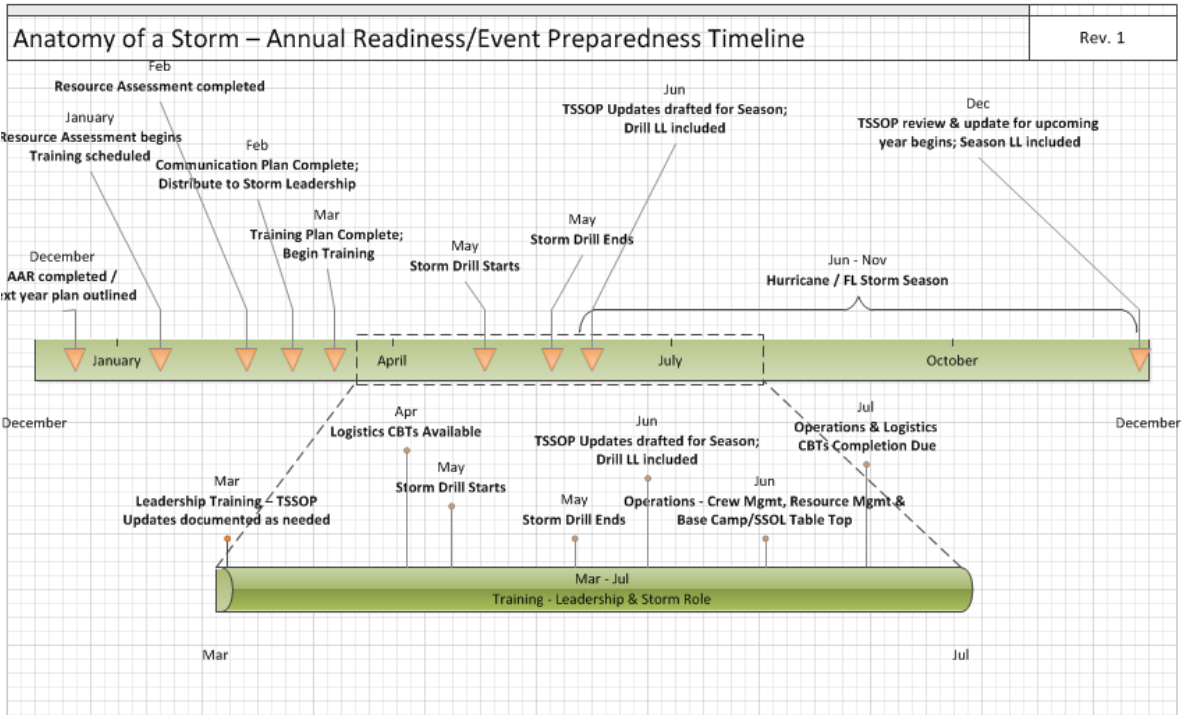 Anatomy of a Storm – Annual Readiness/Event Preparedness Timeline
Rev. 1
Feb
Resource Assessment completed
January
Resource Assessment begins
Training scheduled
Feb
Communication Plan Complete;
Distribute to Storm Leadership
Mar
Training Plan Complete;
Begin Training
December
AAR completed /
ext year plan outlined
May
Storm Drill Starts
May
Storm Drill Ends
Jun
TSSOP Updates drafted for Season;
Drill LL included
Dec
TSSOP review & update for upcoming
year begins; Season LL included
Jun - Nov
Hurricane / FL Storm Season
January
April
July
October
December
December
Apr
Logistics CBTs Available
May
Storm Drill Starts
Mar
Leadership Training – TSSOP
Updates documented as needed
May
Storm Drill Ends
Jun
TSSOP Updates drafted for Season;
Drill LL included
Jun
Operations - Crew Mgmt, Resource Mgmt &
Base Camp/SSOL Table Top
Jul
Operations & Logistics
CBTs Completion Due
Mar - Jul
Training - Leadership & Storm Role
Mar
Jul